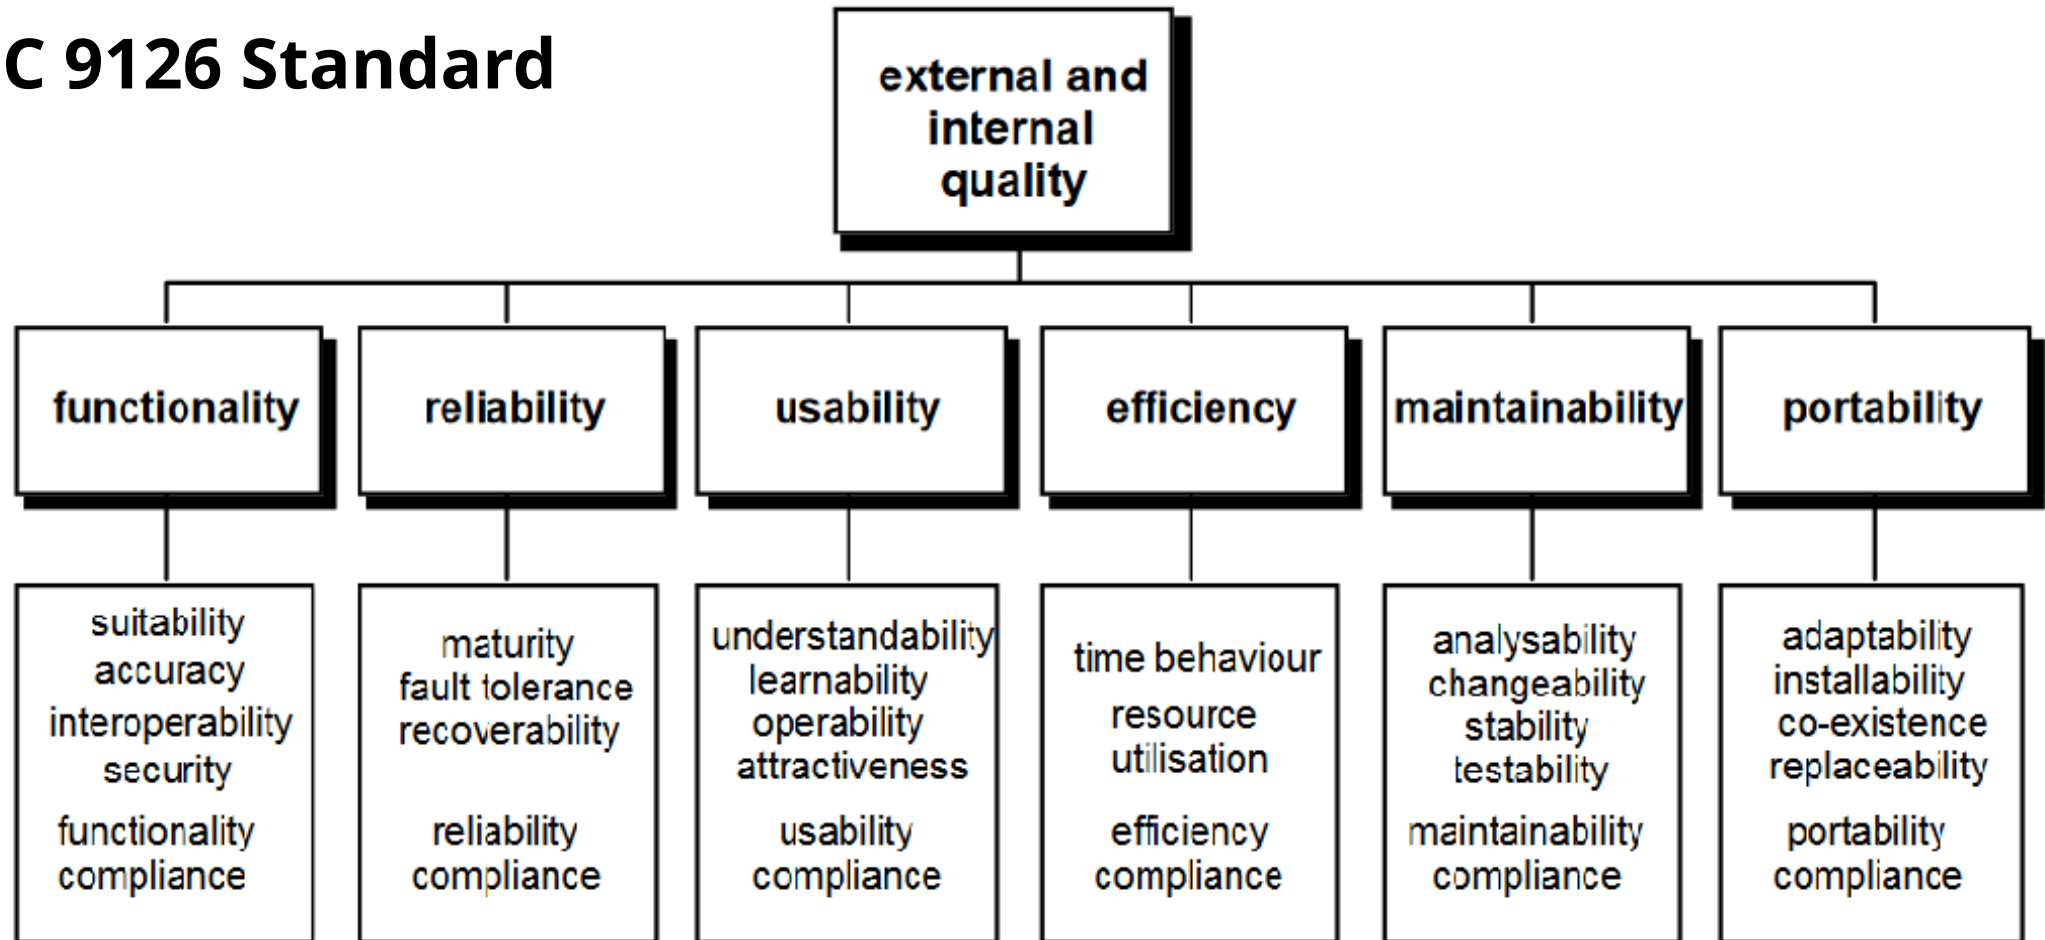 C 9126 Standard
external and
internal
quality
functionality
reliability
usability
efficiency
maintainability
portability
suitability
accuracy
interoperability
security
functionality
compliance
maturity
fault tolerance
recoverability
reliability
compliance
understandability
learnability
operability
attractiveness
usability
compliance
time behaviour
resource
utilisation
efficiency
compliance
analysability
changeability
stability
testability
maintainability
compliance
adaptability
installability
co-existence
replaceability
portability
compliance